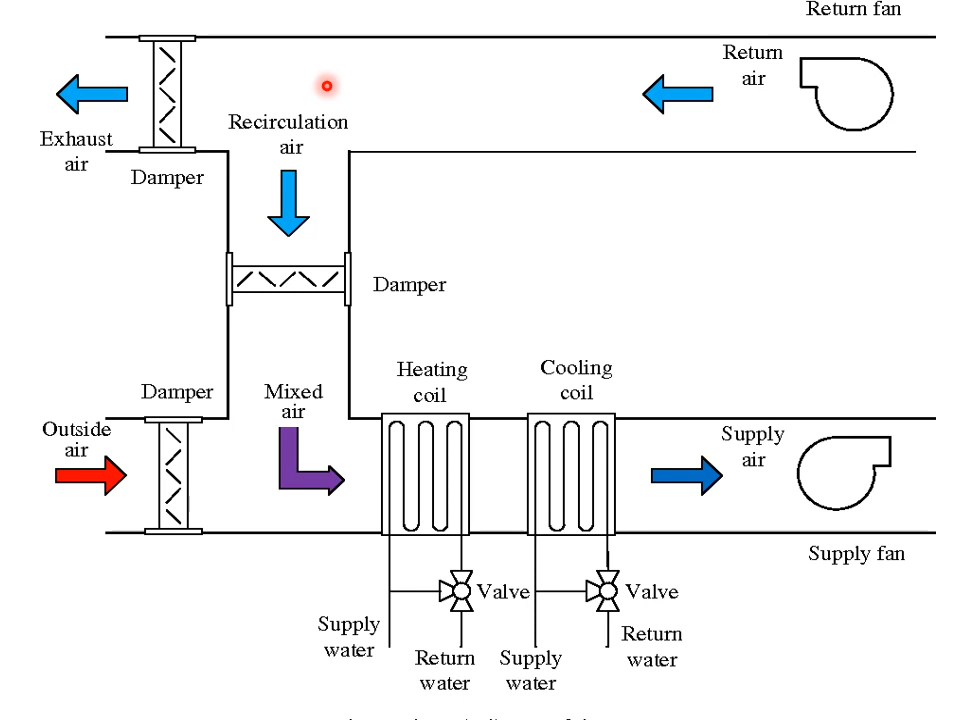 Return fan
Return
air
Exhaust
air
Recirculation
air
Damper
Damper
Damper
Mixed
air
Heating
coil
Cooling
coil
Outside
air
Supply
air
Supply fan
Valve
Valve
Supply
water
Return
water
Supply
water
Return
water